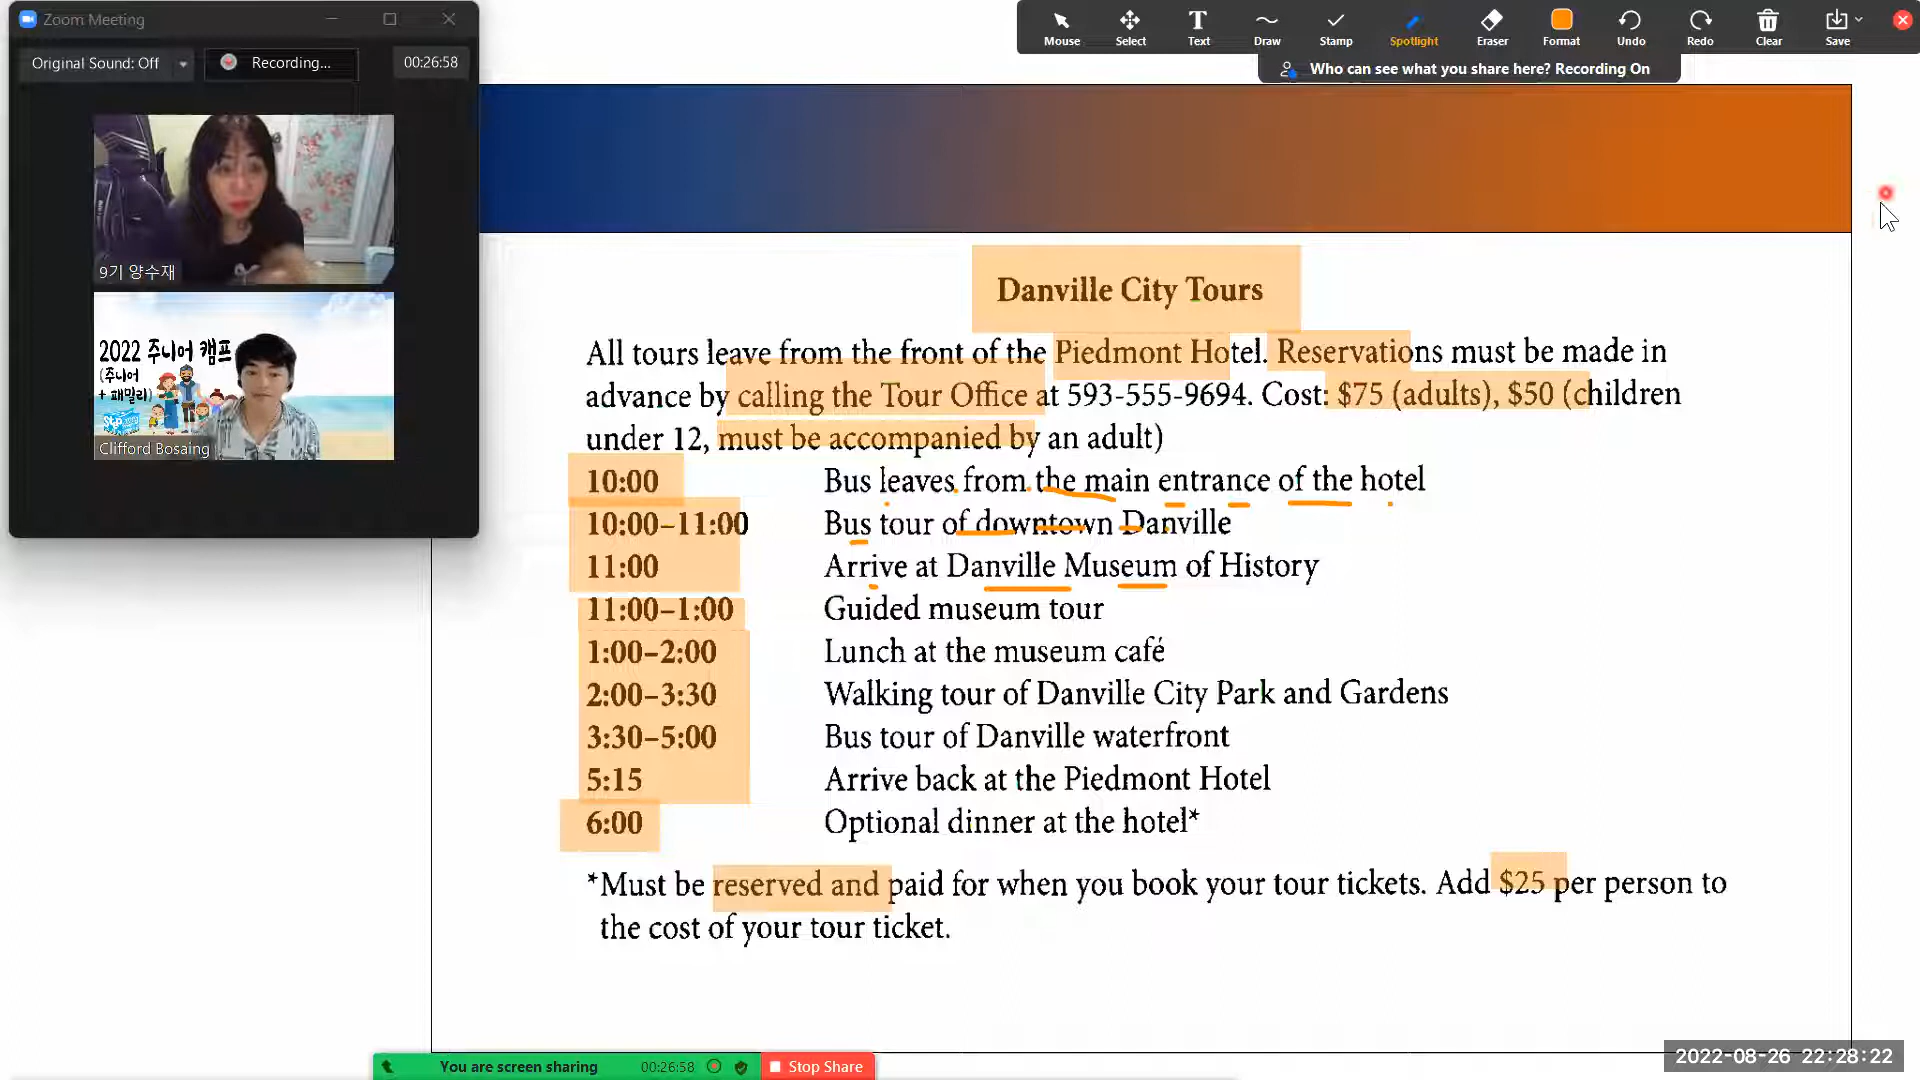 Zoom Meeting
Original Sound: Off
Recording...
00:26:58
Mouse
Select
Text
Draw
Stamp
Spotlight
Eraser
Format
Undo
Redo
Clear
Save
Who can see what you share here? Recording On
9기 양수재
2022 주니어 캠프
(주니어
+ 패밀리)
Clifford Bosaing
Danville City Tours
All tours leave from the front of the Piedmont Hotel. Reservations must be made in
advance by calling the Tour Office at 593-555-9694. Cost: $75 (adults), $50 (children
under 12, must be accompanied by an adult)
10:00 Bus leaves from the main entrance of the hotel
10:00–11:00 Bus tour of downtown Danville
11:00 Arrive at Danville Museum of History
11:00–1:00 Guided museum tour
1:00–2:00 Lunch at the museum café
2:00–3:30 Walking tour of Danville City Park and Gardens
3:30–5:00 Bus tour of Danville waterfront
5:15 Arrive back at the Piedmont Hotel
6:00 Optional dinner at the hotel*
*Must be reserved and paid for when you book your tour tickets. Add $25 per person to
the cost of your tour ticket.
You are screen sharing
00:26:58
Stop Share
2022-08-26 22:28:22